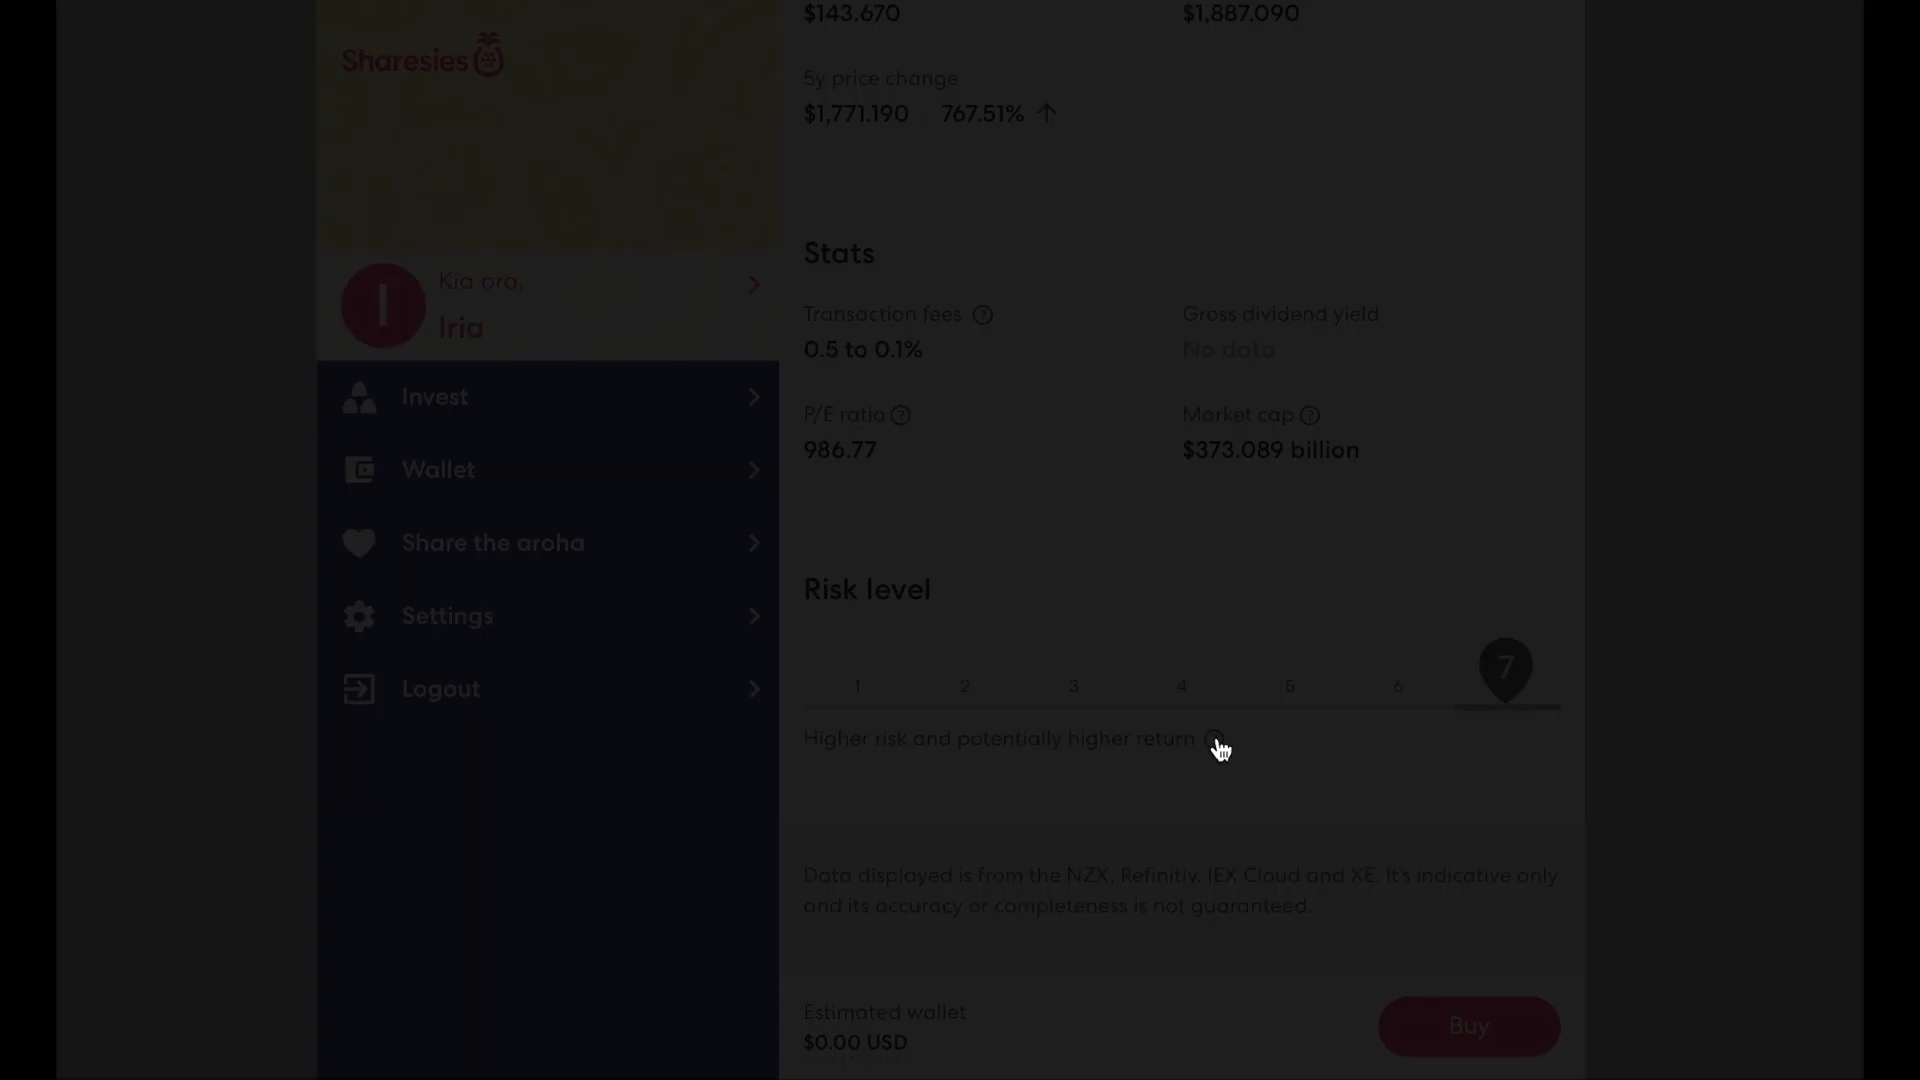 Sharesies
Kia ora,
Iria
Invest
Wallet
Share the aroha
Settings
Logout
$143.670 $1,887.090
5y price change
$1,771.190 767.51%
Stats
Transaction fees ? Gross dividend yield
0.5 to 0.1% No data
P/E ratio ? Market cap ?
986.77 $373.089 billion
Risk level
1 2 3 4 5 6 7
Higher risk and potentially higher return
Data displayed is from the NZX, Refinitiv, IEX Cloud and XE. It's indicative only
and its accuracy or completeness is not guaranteed.
Estimated wallet
$0.00 USD
Buy